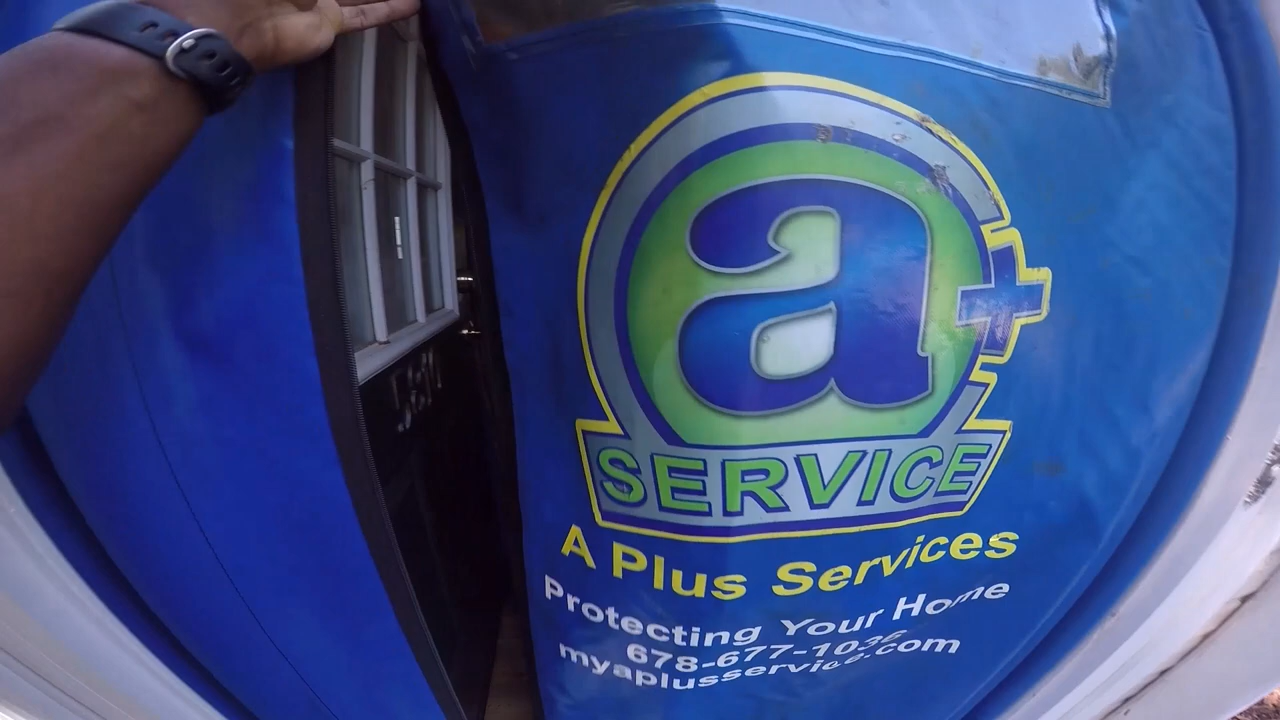 a+
SERVICE
A Plus Services
Protecting Your Home
678-677-1036
myaplusservice.com